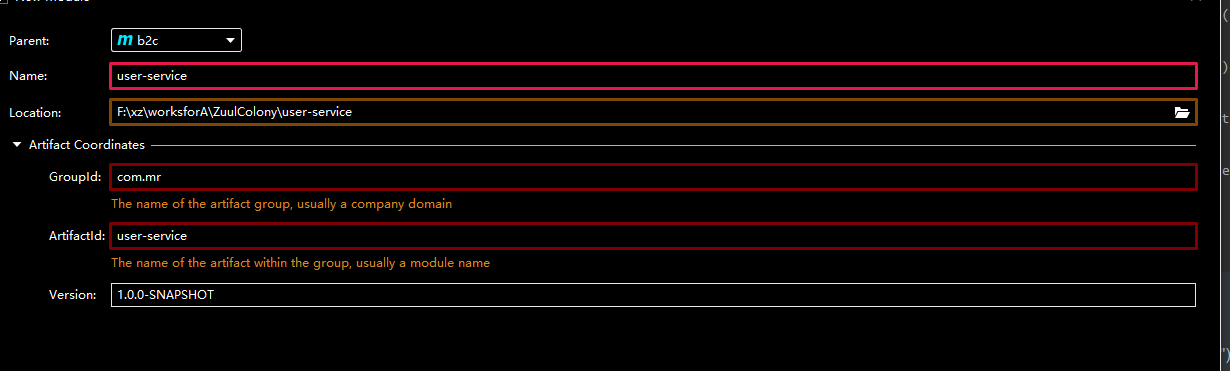 Parent: m b2c
Name: user-service
Location: F:\xz\worksforA\ZuulColony\user-service
Artifact Coordinates
GroupId: com.mr
The name of the artifact group, usually a company domain
ArtifactId: user-service
The name of the artifact within the group, usually a module name
Version: 1.0.0-SNAPSHOT